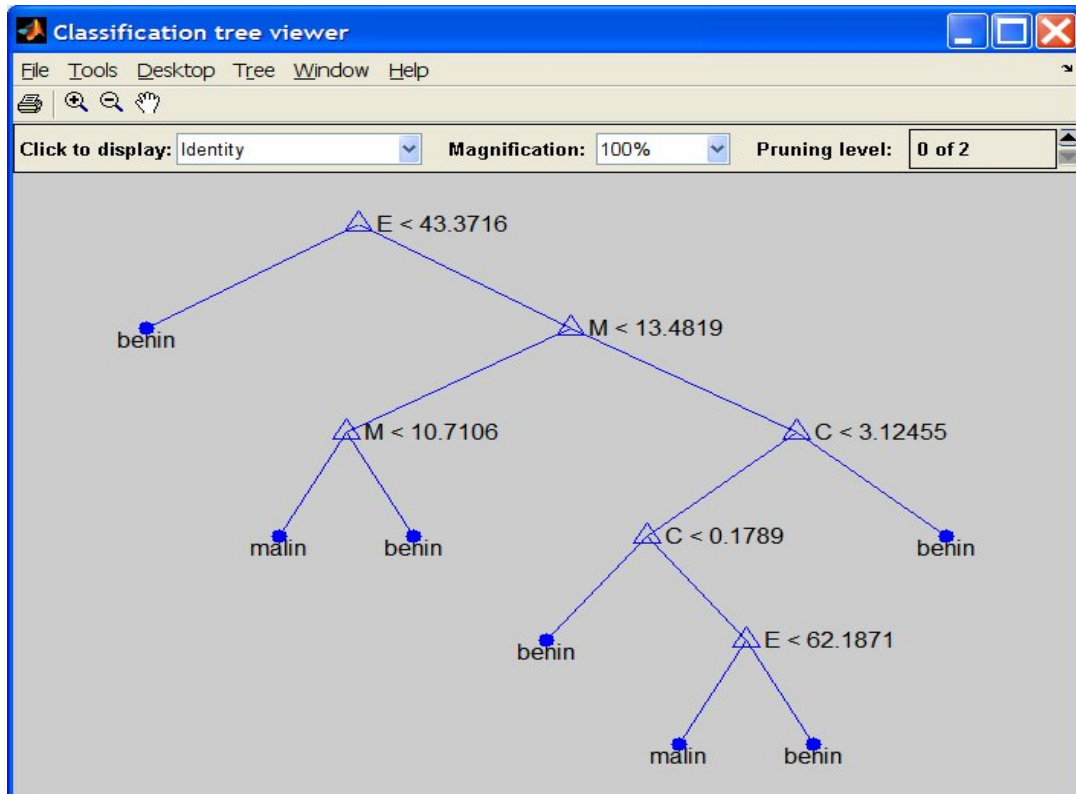 Classification tree viewer
File Tools Desktop Tree Window Help
Click to display: Identity Magnification: 100% Pruning level: 0 of 2
E < 43.3716
benin
M < 13.4819
M < 10.7106
C < 3.12455
malin
benin
C < 0.1789
benin
benin
E < 62.1871
malin
benin